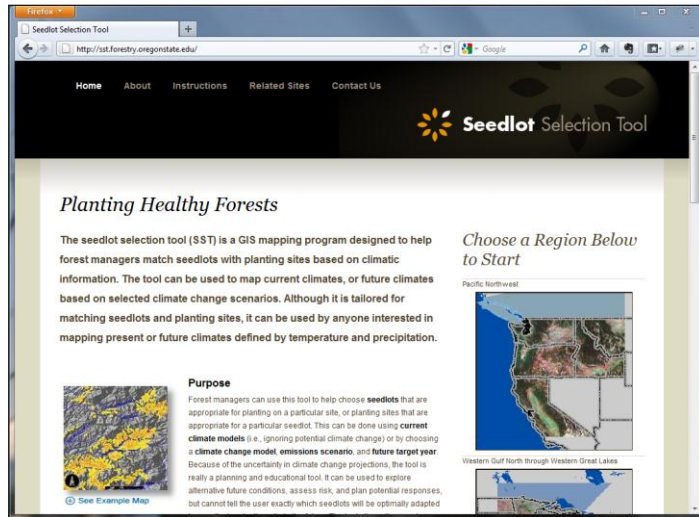 Firefox
Seedlot Selection Tool
http://sst.forestry.oregonstate.edu/
Google
Home About Instructions Related Sites Contact Us
Seedlot Selection Tool
Planting Healthy Forests
The seedlot selection tool (SST) is a GIS mapping program designed to help
forest managers match seedlots with planting sites based on climatic
information. The tool can be used to map current climates, or future climates
based on selected climate change scenarios. Although it is tailored for
matching seedlots and planting sites, it can be used by anyone interested in
mapping present or future climates defined by temperature and precipitation.
See Example Map
Purpose
Forest managers can use this tool to help choose seedlots that are
appropriate for planting on a particular site, or planting sites that are
appropriate for a particular seedlot. This can be done using current
climate models (i.e., ignoring potential climate change) or by choosing
a climate change model, emissions scenario, and future target year.
Because of the uncertainty in climate change projections, the tool is
really a planning and educational tool. It can be used to explore
alternative future conditions, assess risk, and plan potential responses,
but cannot tell the user exactly which seedlots will be optimally adapted
Choose a Region Below
to Start
Pacific Northwest
Western Gulf North through Western Great Lakes